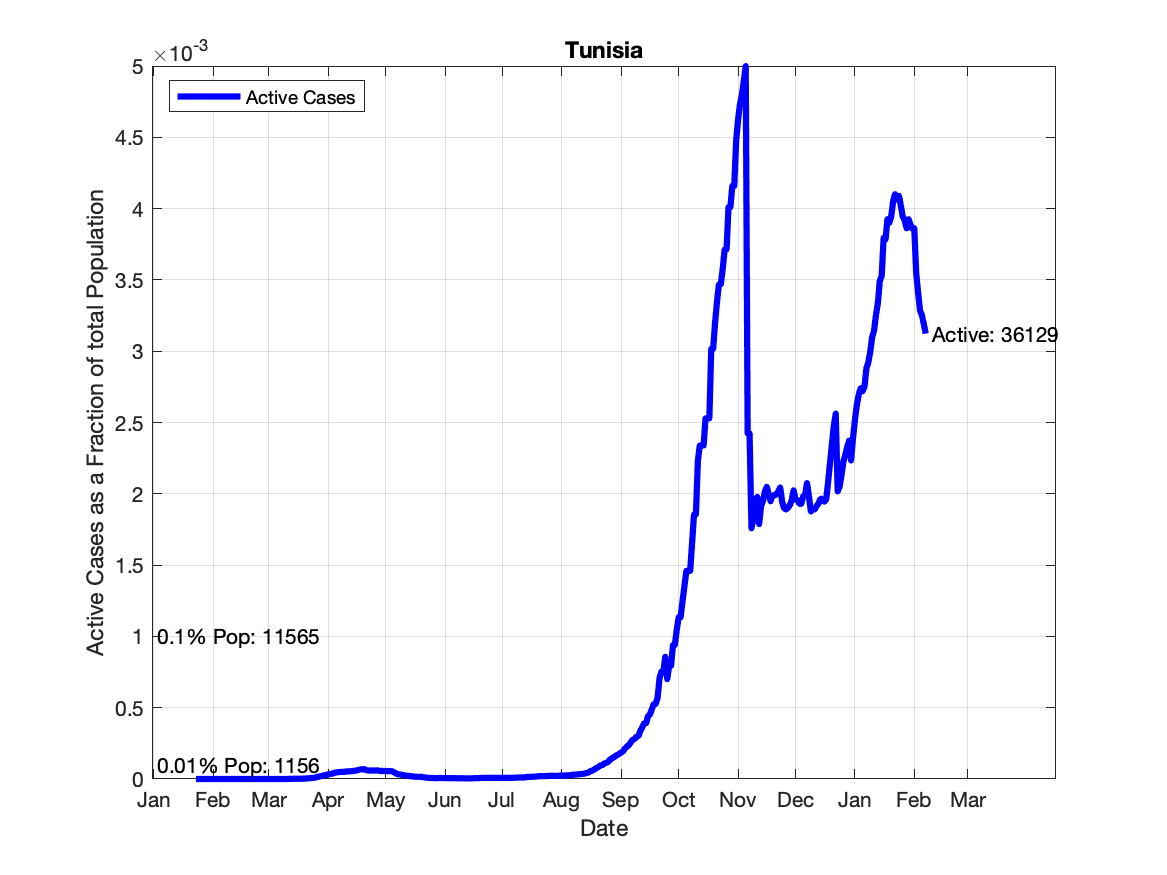 Tunisia
×10-3
Active Cases
5
4.5
4
3.5
3
2.5
2
1.5
1
0.5
0
Active Cases as a Fraction of total Population
Active: 36129
0.1% Pop: 11565
0.01% Pop: 1156
Jan Feb Mar Apr May Jun Jul Aug Sep Oct Nov Dec Jan Feb Mar
Date